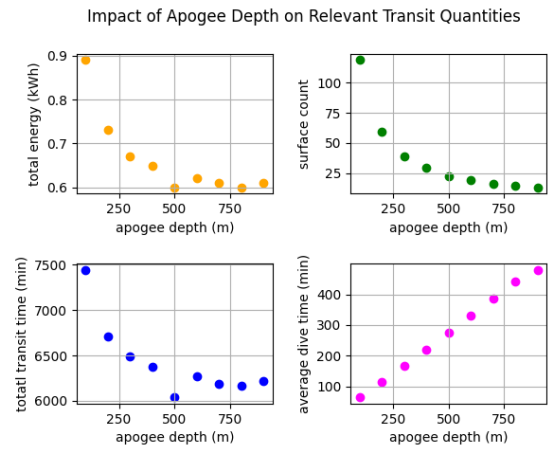 Impact of Apogee Depth on Relevant Transit Quantities
total energy (kWh)
0.9
0.8
0.7
0.6
250 500 750
apogee depth (m)
surface count
100
75
50
25
250 500 750
apogee depth (m)
totatl transit time (min)
7500
7000
6500
6000
250 500 750
apogee depth (m)
average dive time (min)
400
300
200
100
250 500 750
apogee depth (m)